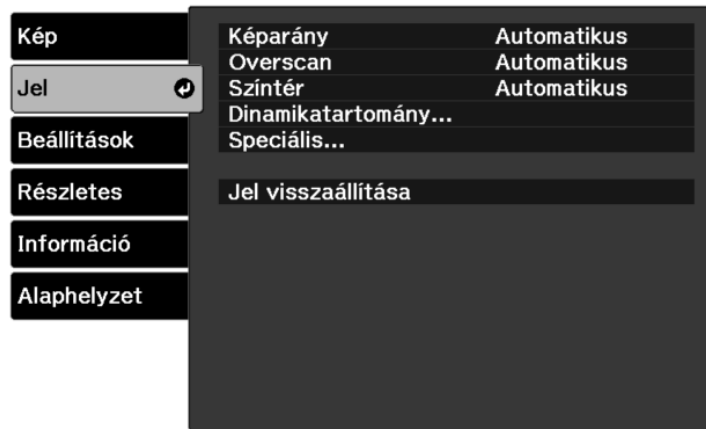 Kép
Jel
Beállítások
Részletes
Információ
Alaphelyzet
Képarány Automatikus
Overscan Automatikus
Színtér Automatikus
Dinamikatartomány...
Speciális...
Jel visszaállítása